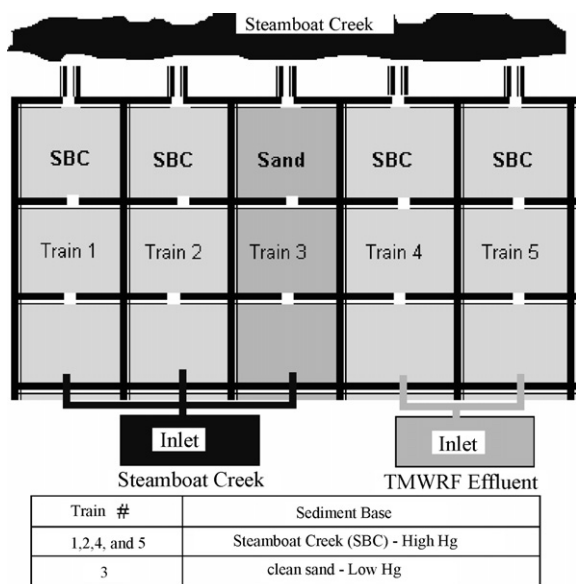 Steamboat Creek
SBC SBC Sand SBC SBC
Train 1 Train 2 Train 3 Train 4 Train 5
Inlet Inlet
Steamboat Creek TMWRF Effluent
Train # Sediment Base
1,2,4, and 5 Steamboat Creek (SBC) - High Hg
3 clean sand - Low Hg